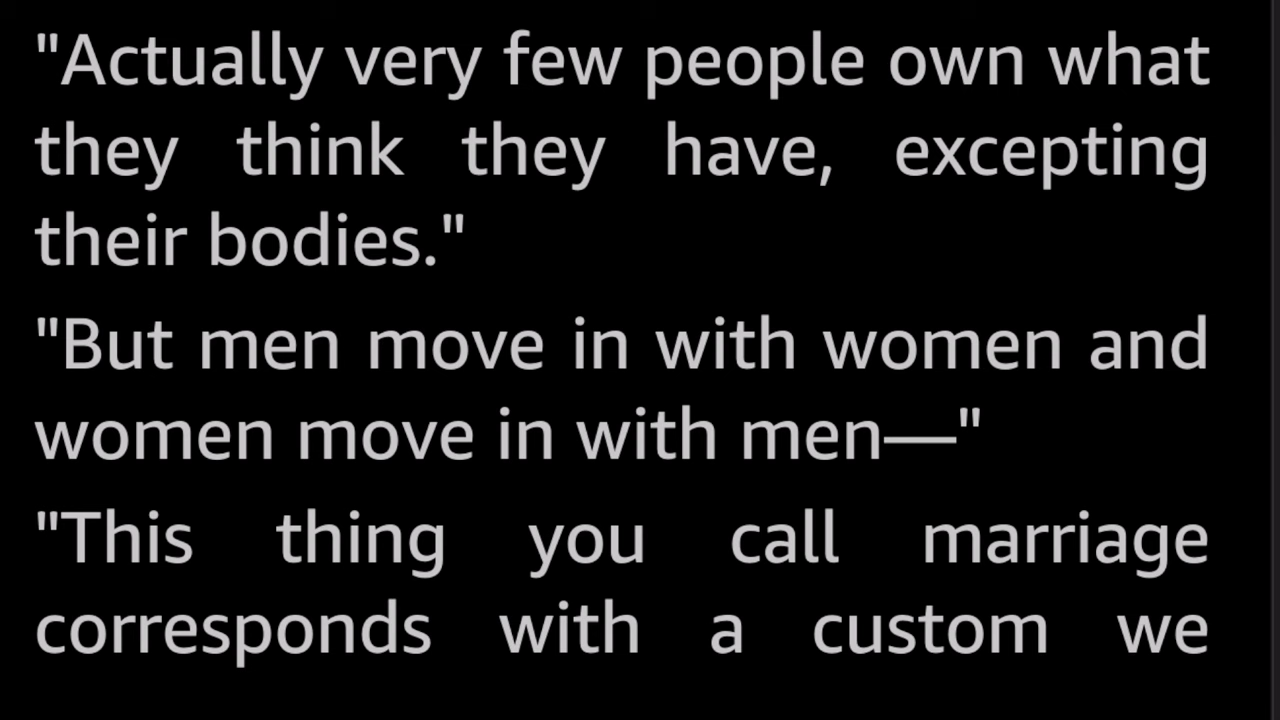 "Actually very few people own what
they think they have, excepting
their bodies."
"But men move in with women and
women move in with men—"
"This thing you call marriage
corresponds with a custom we